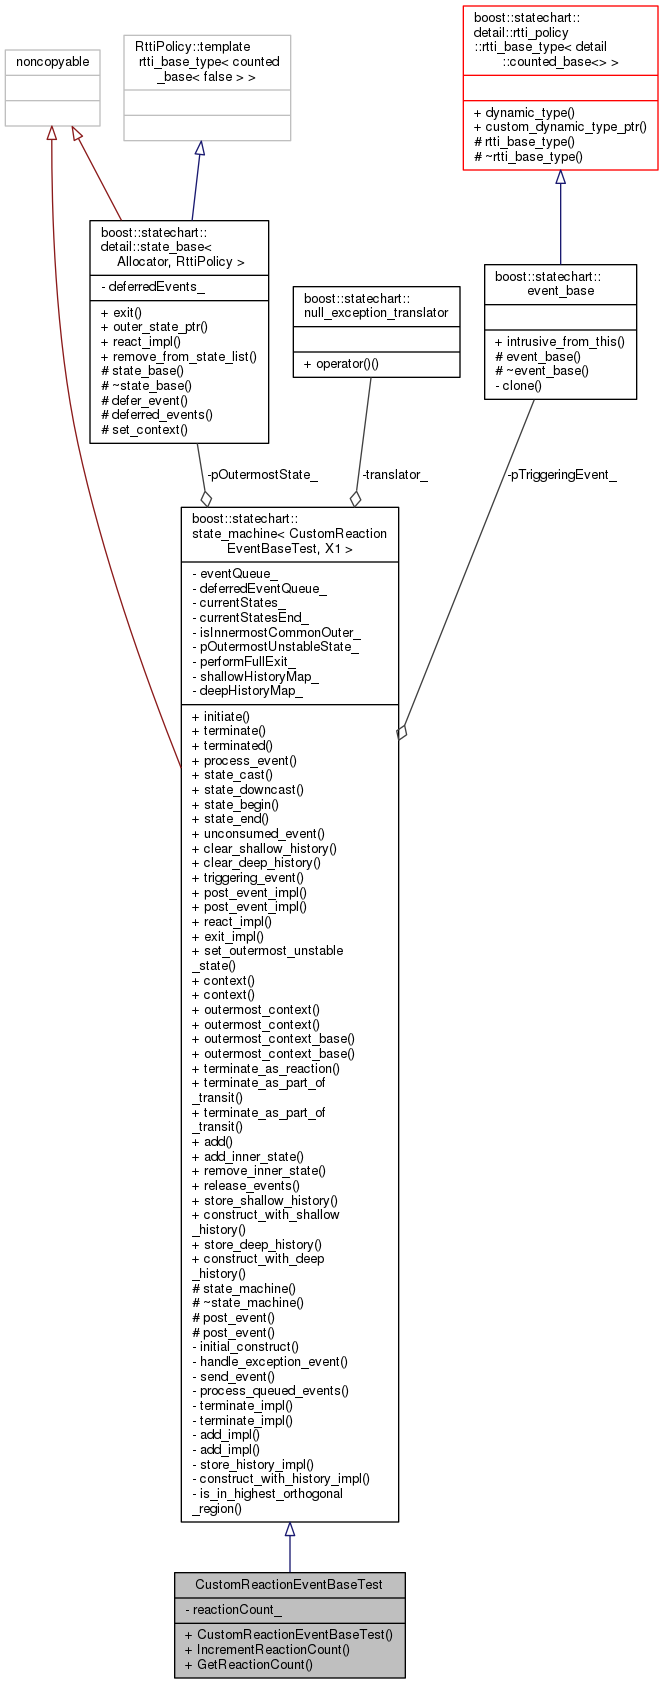 boost::statechart::
detail::rtti_policy
::rtti_base_type< detail
::counted_base<> >
+ dynamic_type()
+ custom_dynamic_type_ptr()
# rtti_base_type()
# ~rtti_base_type()
RttiPolicy::template
rtti_base_type< counted
_base< false > >
noncopyable
boost::statechart::
detail::state_base<
Allocator, RttiPolicy >
- deferredEvents_
+ exit()
+ outer_state_ptr()
+ react_impl()
+ remove_from_state_list()
# state_base()
# ~state_base()
# defer_event()
# deferred_events()
# set_context()
boost::statechart::
null_exception_translator
+ operator()()
boost::statechart::
event_base
+ intrusive_from_this()
# event_base()
# ~event_base()
- clone()
-pOutermostState_
-translator_
-pTriggeringEvent_
boost::statechart::
state_machine< CustomReaction
EventBaseTest, X1 >
- eventQueue_
- deferredEventQueue_
- currentStates_
- currentStatesEnd_
- isInnermostCommonOuter_
- pOutermostUnstableState_
- performFullExit_
- shallowHistoryMap_
- deepHistoryMap_
+ initiate()
+ terminate()
+ terminated()
+ process_event()
+ state_cast()
+ state_downcast()
+ state_begin()
+ state_end()
+ unconsumed_event()
+ clear_shallow_history()
+ clear_deep_history()
+ triggering_event()
+ post_event_impl()
+ post_event_impl()
+ react_impl()
+ exit_impl()
+ set_outermost_unstable
_state()
+ context()
+ context()
+ outermost_context()
+ outermost_context()
+ outermost_context_base()
+ outermost_context_base()
+ terminate_as_reaction()
+ terminate_as_part_of
_transit()
+ terminate_as_part_of
_transit()
+ add()
+ add_inner_state()
+ remove_inner_state()
+ release_events()
+ store_shallow_history()
+ construct_with_shallow
_history()
+ store_deep_history()
+ construct_with_deep
_history()
# state_machine()
# ~state_machine()
# post_event()
# post_event()
- initial_construct()
- handle_exception_event()
- send_event()
- process_queued_events()
- terminate_impl()
- terminate_impl()
- add_impl()
- add_impl()
- store_history_impl()
- construct_with_history_impl()
- is_in_highest_orthogonal
_region()
CustomReactionEventBaseTest
- reactionCount_
+ CustomReactionEventBaseTest()
+ IncrementReactionCount()
+ GetReactionCount()